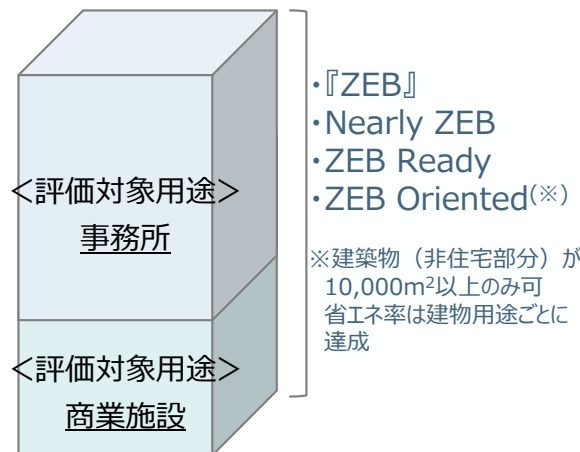 ・『ZEB』
・Nearly ZEB
・ZEB Ready
・ZEB Oriented(※)
※建築物（非住宅部分）が
10,000m²以上のみ可
省エネ率は建物用途ごとに
達成
＜評価対象用途＞
事務所
＜評価対象用途＞
商業施設